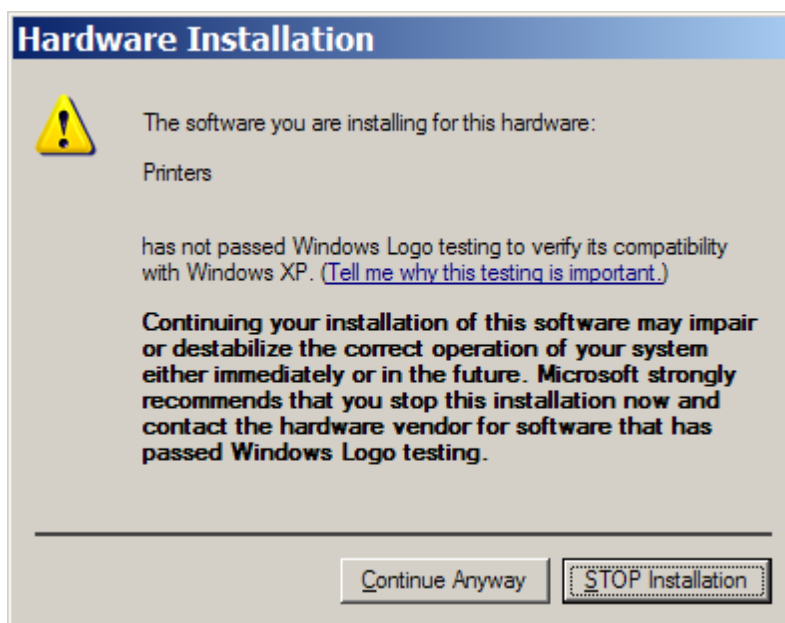 Hardware Installation
The software you are installing for this hardware:
Printers
has not passed Windows Logo testing to verify its compatibility
with Windows XP. (Tell me why this testing is important.)
Continuing your installation of this software may impair
or destabilize the correct operation of your system
either immediately or in the future. Microsoft strongly
recommends that you stop this installation now and
contact the hardware vendor for software that has
passed Windows Logo testing.
Continue Anyway
STOP Installation